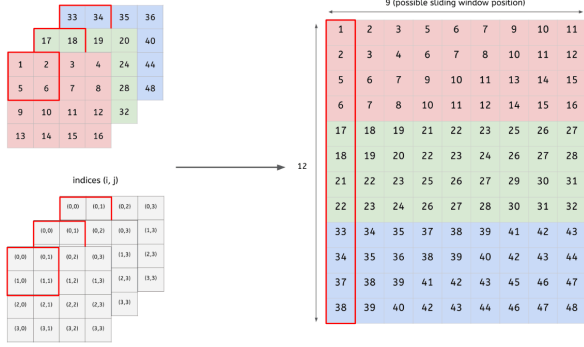 9 (possible sliding window position)
33 34 35 36
17 18 19 20 40
1 2 3 4 24 44
5 6 7 8 28 48
9 10 11 12 32
13 14 15 16
12
1 2 3 5 6 7 9 10 11
2 3 4 6 7 8 10 11 12
5 6 7 9 10 11 13 14 15
6 7 8 10 11 12 14 15 16
17 18 19 21 22 23 25 26 27
18 19 20 22 23 24 26 27 28
21 22 23 25 26 27 29 30 31
22 23 24 26 27 28 30 31 32
33 34 35 37 38 39 41 42 43
34 35 36 38 39 40 42 43 44
37 38 39 41 42 43 45 46 47
38 39 40 42 43 44 46 47 48
indices (i, j)
(0,0) (0,1) (0,2) (0,3)
(0,0) (0,1) (0,2) (0,3) (1,3)
(0,0) (0,1) (0,2) (0,3) (1,3) (2,3)
(1,0) (1,1) (1,2) (1,3) (2,3) (3,3)
(2,0) (2,1) (2,2) (2,3) (3,3)
(3,0) (3,1) (3,2) (3,3)